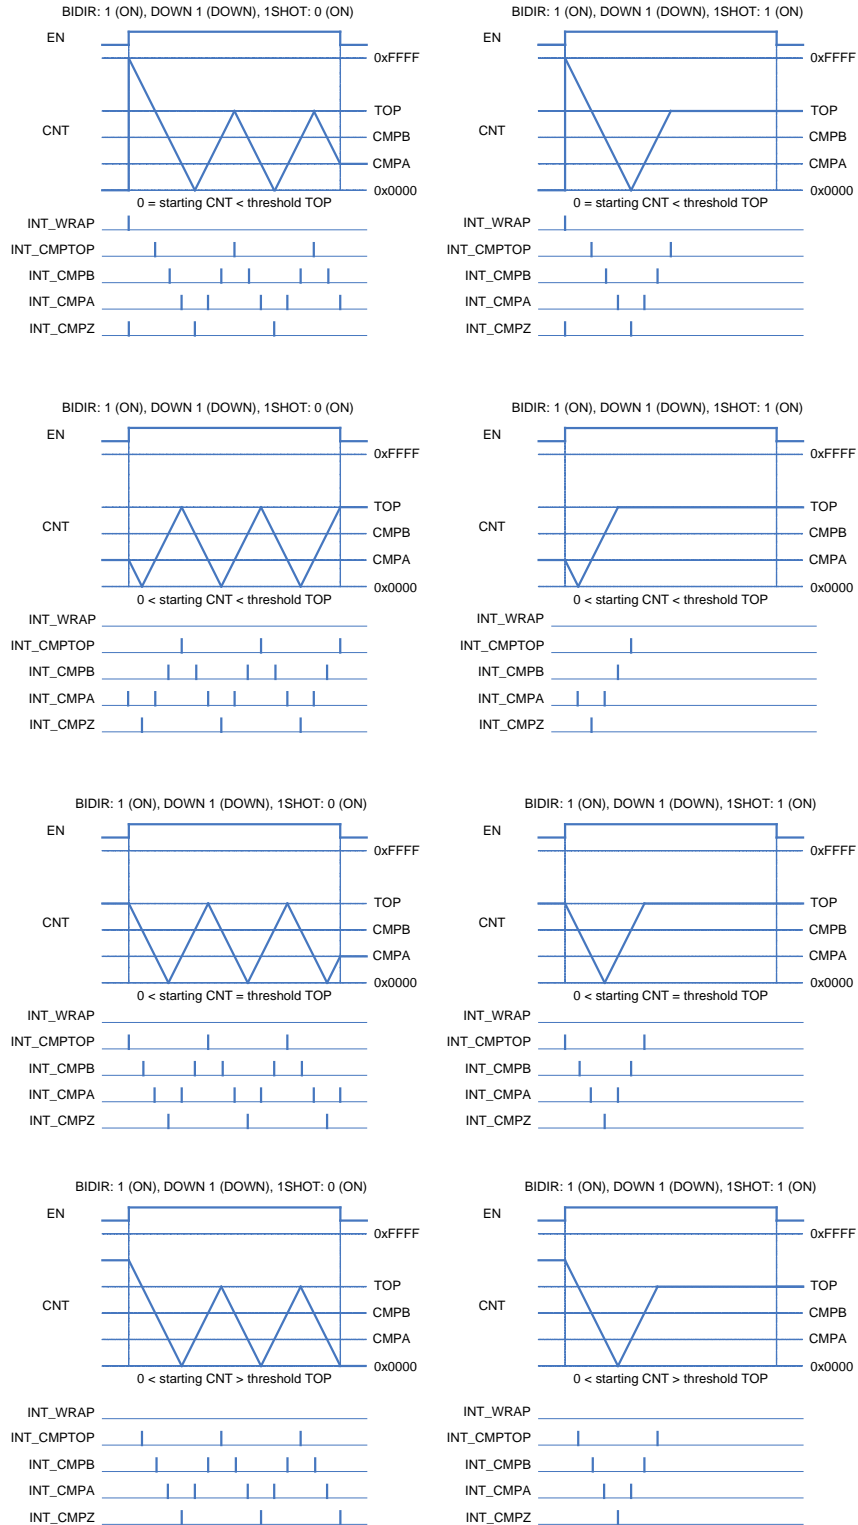 BIDIR: 1 (ON), DOWN 1 (DOWN), 1SHOT: 0 (ON)
EN
0xFFFF
TOP
CNT
CMPB
CMPA
0x0000
0 = starting CNT < threshold TOP
INT_WRAP
INT_CMPTOP
INT_CMPB
INT_CMPA
INT_CMPZ
BIDIR: 1 (ON), DOWN 1 (DOWN), 1SHOT: 1 (ON)
EN
0xFFFF
TOP
CNT
CMPB
CMPA
0x0000
0 = starting CNT < threshold TOP
INT_WRAP
INT_CMPTOP
INT_CMPB
INT_CMPA
INT_CMPZ
BIDIR: 1 (ON), DOWN 1 (DOWN), 1SHOT: 0 (ON)
EN
0xFFFF
TOP
CNT
CMPB
CMPA
0x0000
0 < starting CNT < threshold TOP
INT_WRAP
INT_CMPTOP
INT_CMPB
INT_CMPA
INT_CMPZ
BIDIR: 1 (ON), DOWN 1 (DOWN), 1SHOT: 1 (ON)
EN
0xFFFF
TOP
CNT
CMPB
CMPA
0x0000
0 < starting CNT < threshold TOP
INT_WRAP
INT_CMPTOP
INT_CMPB
INT_CMPA
INT_CMPZ
BIDIR: 1 (ON), DOWN 1 (DOWN), 1SHOT: 0 (ON)
EN
0xFFFF
TOP
CNT
CMPB
CMPA
0x0000
0 < starting CNT = threshold TOP
INT_WRAP
INT_CMPTOP
INT_CMPB
INT_CMPA
INT_CMPZ
BIDIR: 1 (ON), DOWN 1 (DOWN), 1SHOT: 1 (ON)
EN
0xFFFF
TOP
CNT
CMPB
CMPA
0x0000
0 < starting CNT = threshold TOP
INT_WRAP
INT_CMPTOP
INT_CMPB
INT_CMPA
INT_CMPZ
BIDIR: 1 (ON), DOWN 1 (DOWN), 1SHOT: 0 (ON)
EN
0xFFFF
TOP
CNT
CMPB
CMPA
0x0000
0 < starting CNT > threshold TOP
INT_WRAP
INT_CMPTOP
INT_CMPB
INT_CMPA
INT_CMPZ
BIDIR: 1 (ON), DOWN 1 (DOWN), 1SHOT: 1 (ON)
EN
0xFFFF
TOP
CNT
CMPB
CMPA
0x0000
0 < starting CNT > threshold TOP
INT_WRAP
INT_CMPTOP
INT_CMPB
INT_CMPA
INT_CMPZ